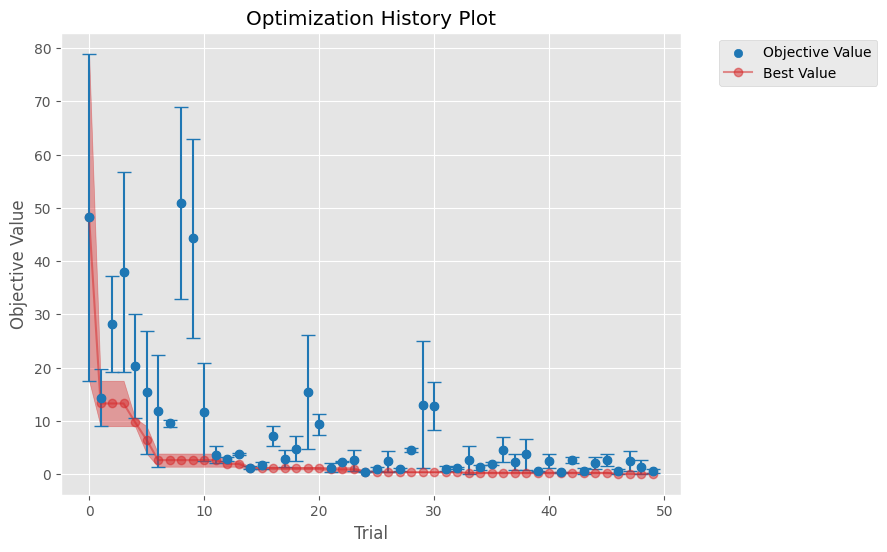 Optimization History Plot
Objective Value
Best Value
Objective Value
80
70
60
50
40
30
20
10
0
0 10 20 30 40 50
Trial